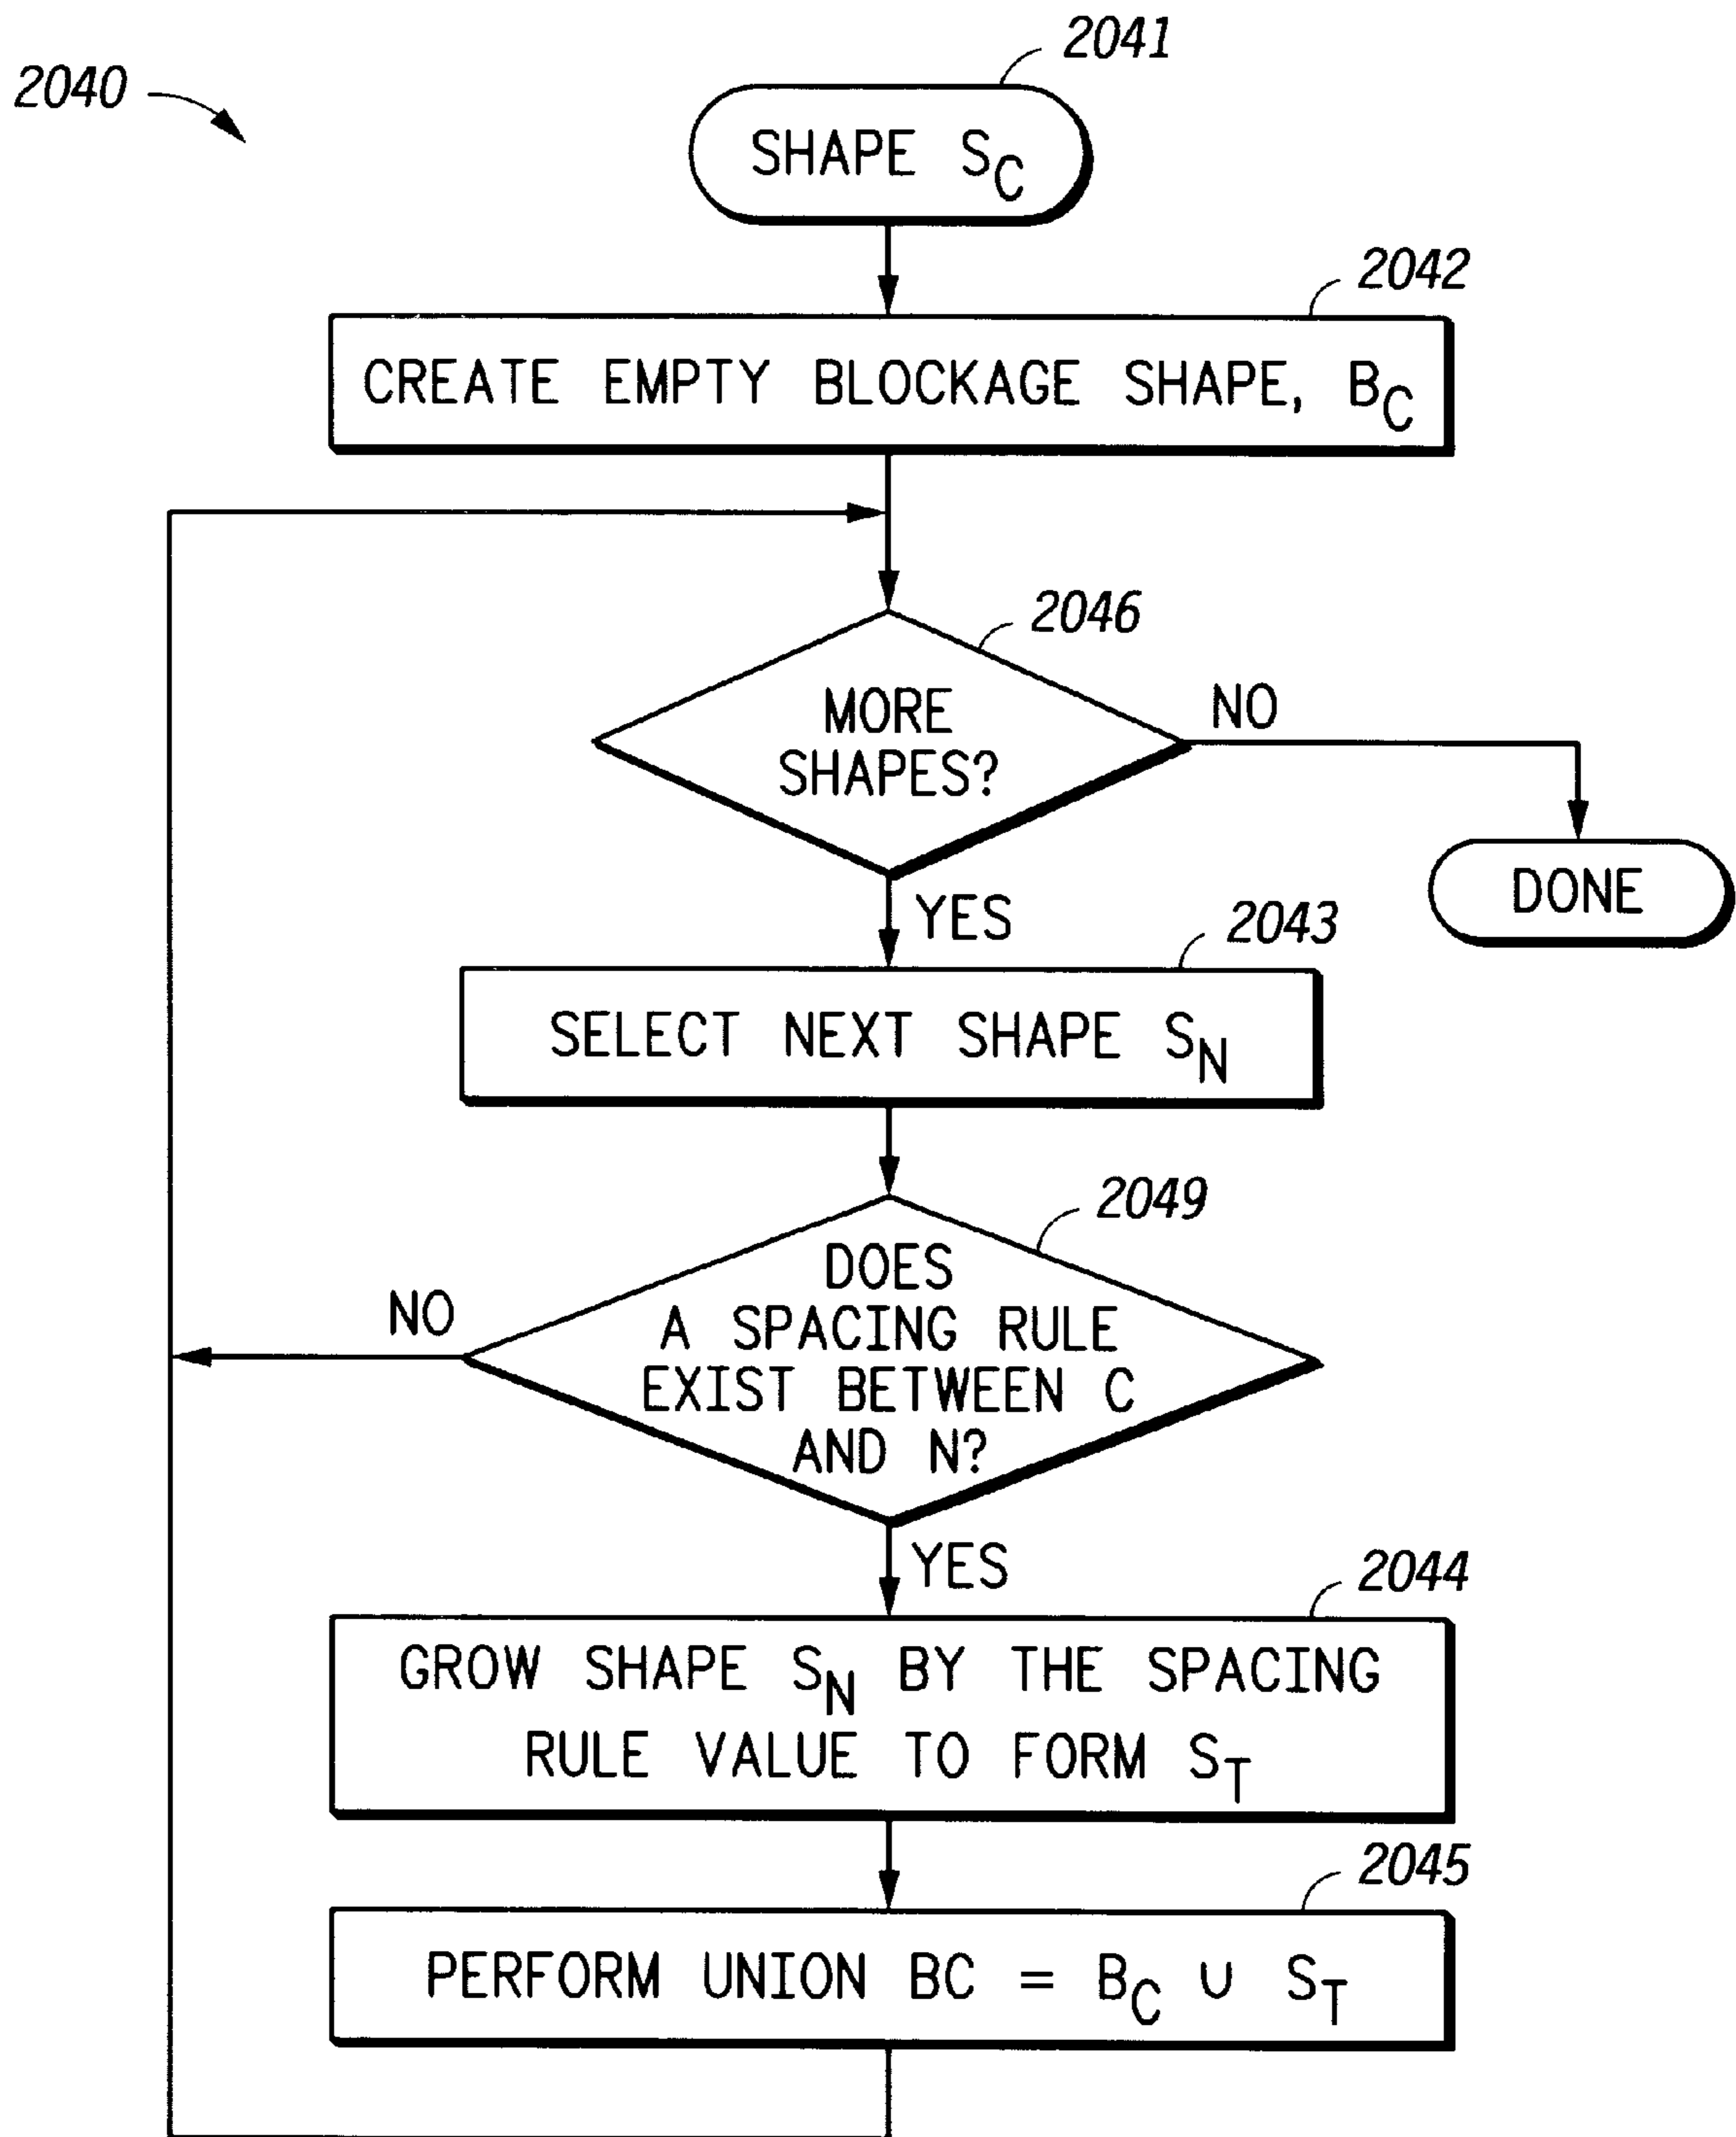 2040
2041
SHAPE S_C
2042
CREATE EMPTY BLOCKAGE SHAPE, B_C
2046
MORE
SHAPES?
NO
DONE
YES
2043
SELECT NEXT SHAPE S_N
2049
DOES
A SPACING RULE
EXIST BETWEEN C
AND N?
NO
YES
2044
GROW SHAPE S_N BY THE SPACING
RULE VALUE TO FORM S_T
2045
PERFORM UNION BC = B_C ∪ S_T